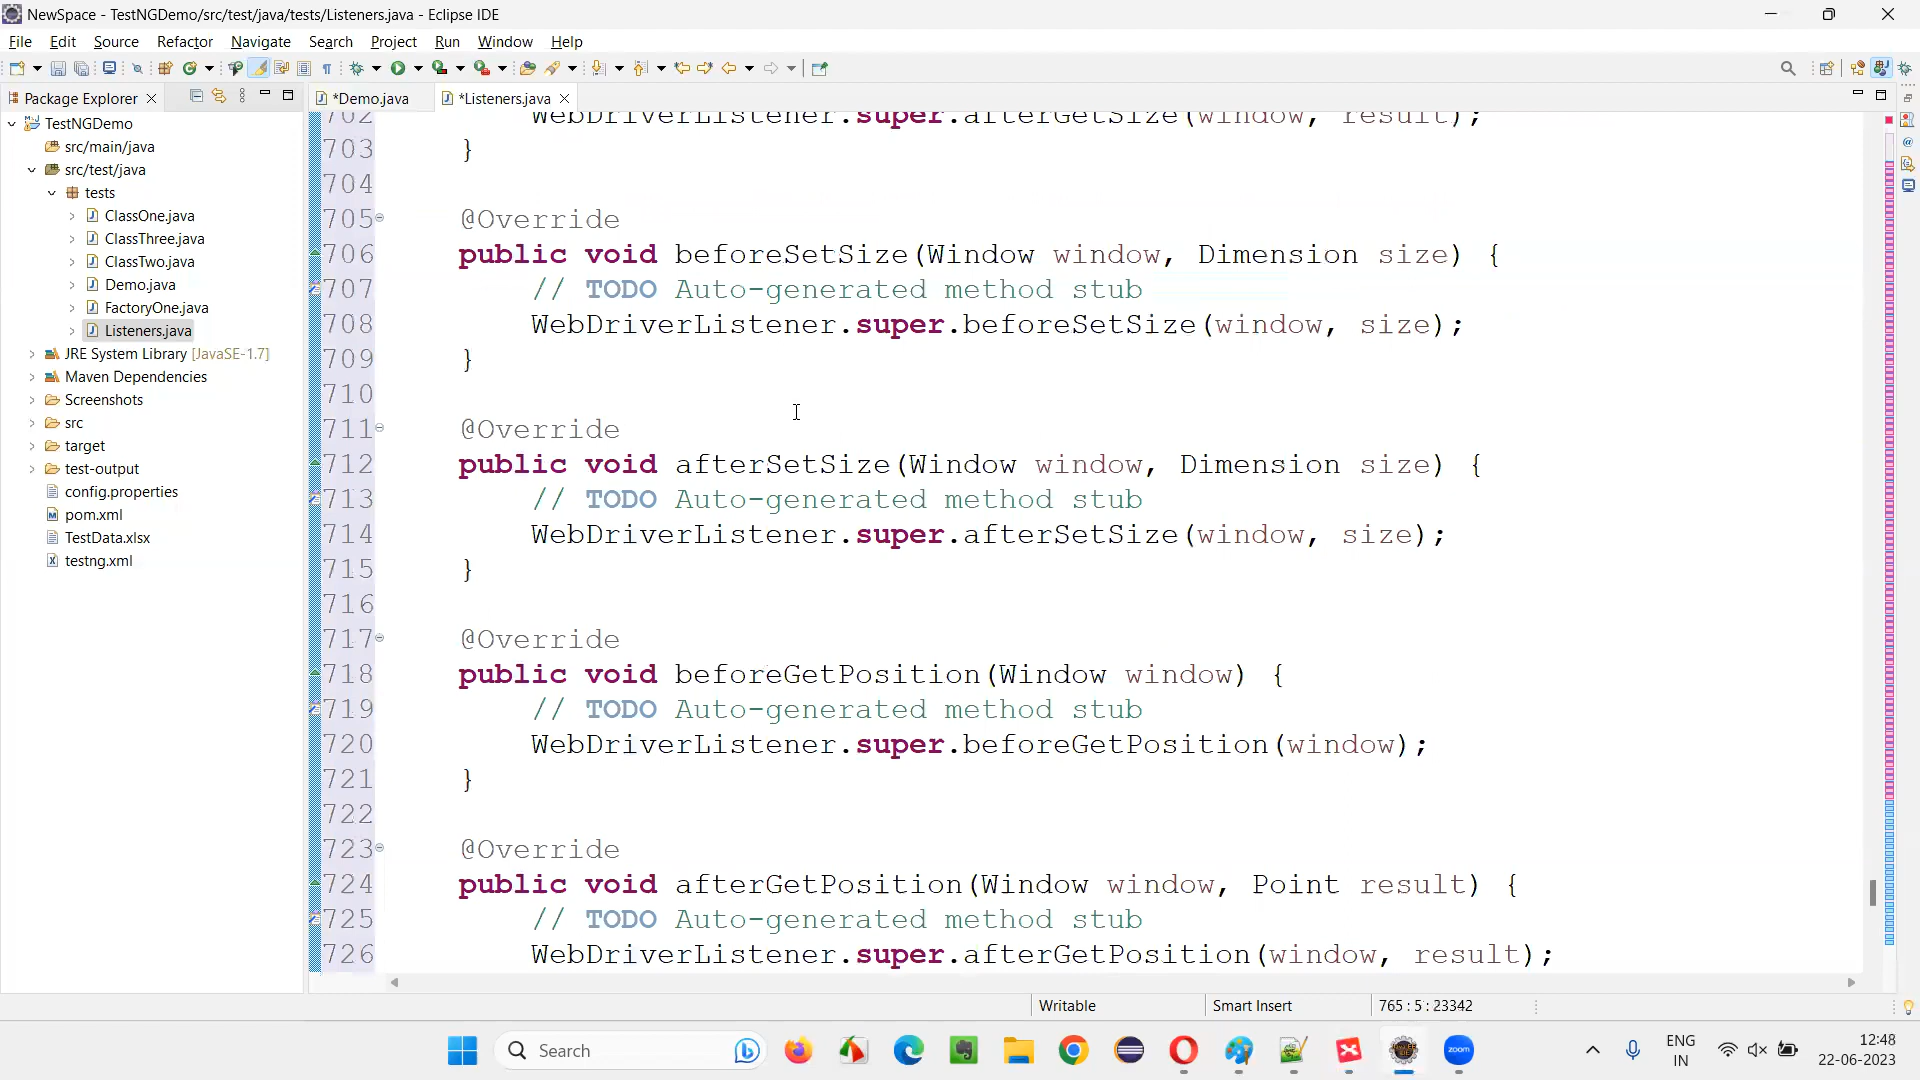 NewSpace - TestNGDemo/src/test/java/tests/Listeners.java - Eclipse IDE
File Edit Source Refactor Navigate Search Project Run Window Help
Package Explorer
*Demo.java
*Listeners.java
TestNGDemo
src/main/java
src/test/java
tests
ClassOne.java
ClassThree.java
ClassTwo.java
Demo.java
FactoryOne.java
Listeners.java
JRE System Library [JavaSE-1.7]
Maven Dependencies
Screenshots
src
target
test-output
config.properties
pom.xml
TestData.xlsx
testng.xml
702 WebDriverListener.super.afterGetSize(window, result);
703 }
704
705 @Override
706 public void beforeSetSize(Window window, Dimension size) {
707 // TODO Auto-generated method stub
708 WebDriverListener.super.beforeSetSize(window, size);
709 }
710
711 @Override
712 public void afterSetSize(Window window, Dimension size) {
713 // TODO Auto-generated method stub
714 WebDriverListener.super.afterSetSize(window, size);
715 }
716
717 @Override
718 public void beforeGetPosition(Window window) {
719 // TODO Auto-generated method stub
720 WebDriverListener.super.beforeGetPosition(window);
721 }
722
723 @Override
724 public void afterGetPosition(Window window, Point result) {
725 // TODO Auto-generated method stub
726 WebDriverListener.super.afterGetPosition(window, result);
Writable
Smart Insert
765 : 5 : 23342
Search
zoom
ENG
IN
12:48
22-06-2023